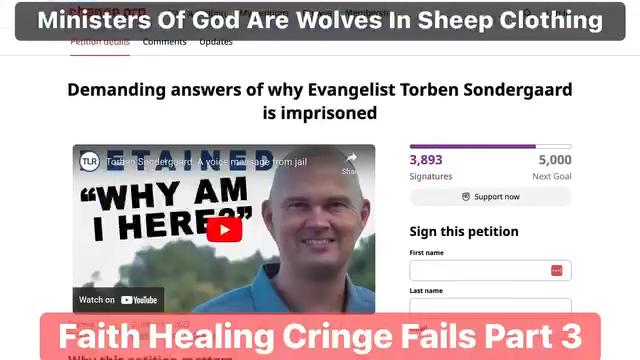 Ministers Of God Are Wolves In Sheep Clothing
Petition details
Comments
Updates
Demanding answers of why Evangelist Torben Sondergaard
is imprisoned
TLR
Torben Sondergaard: A voice message from jail
DETAINED
"WHY AM
I HERE?"
Watch on YouTube
3,893
5,000
Signatures
Next Goal
Support now
Sign this petition
First name
Last name
Faith Healing Cringe Fails Part 3